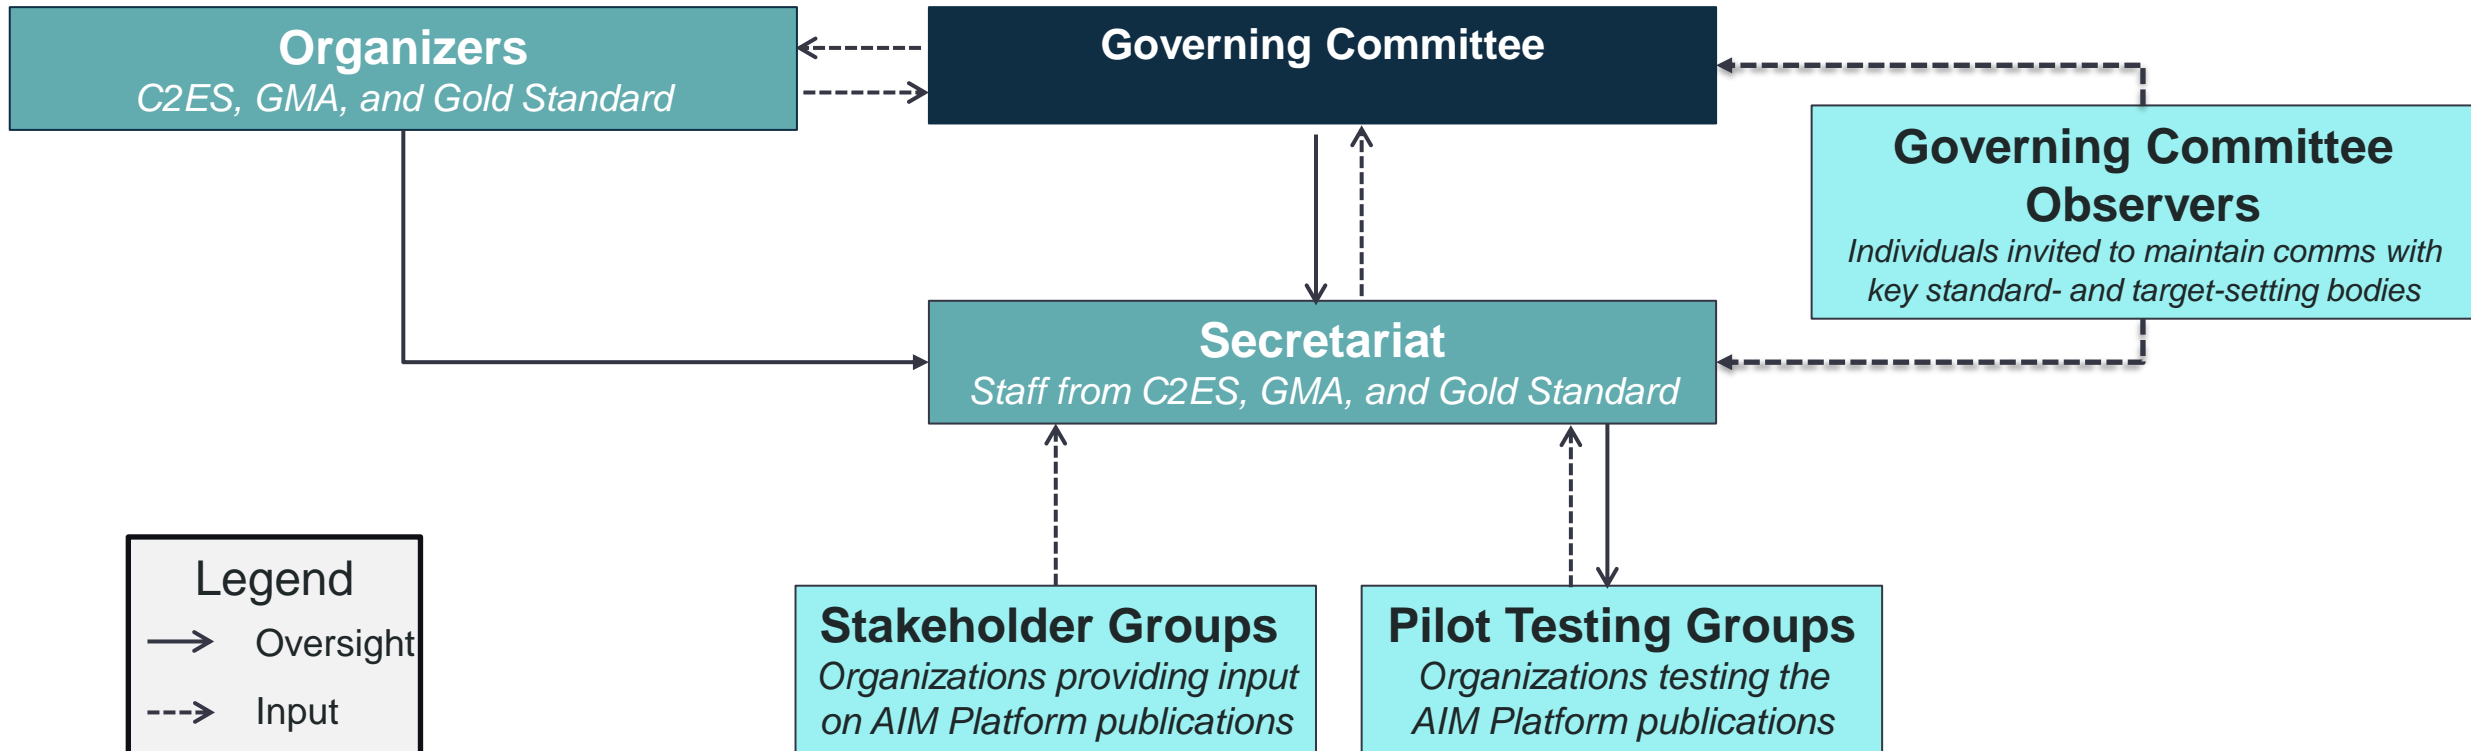 Organizers
C2ES, GMA, and Gold Standard
Governing Committee
Governing Committee
Observers
Individuals invited to maintain comms with
key standard- and target-setting bodies
Secretariat
Staff from C2ES, GMA, and Gold Standard
Legend
Oversight
Input
Stakeholder Groups
Organizations providing input
on AIM Platform publications
Pilot Testing Groups
Organizations testing the
AIM Platform publications